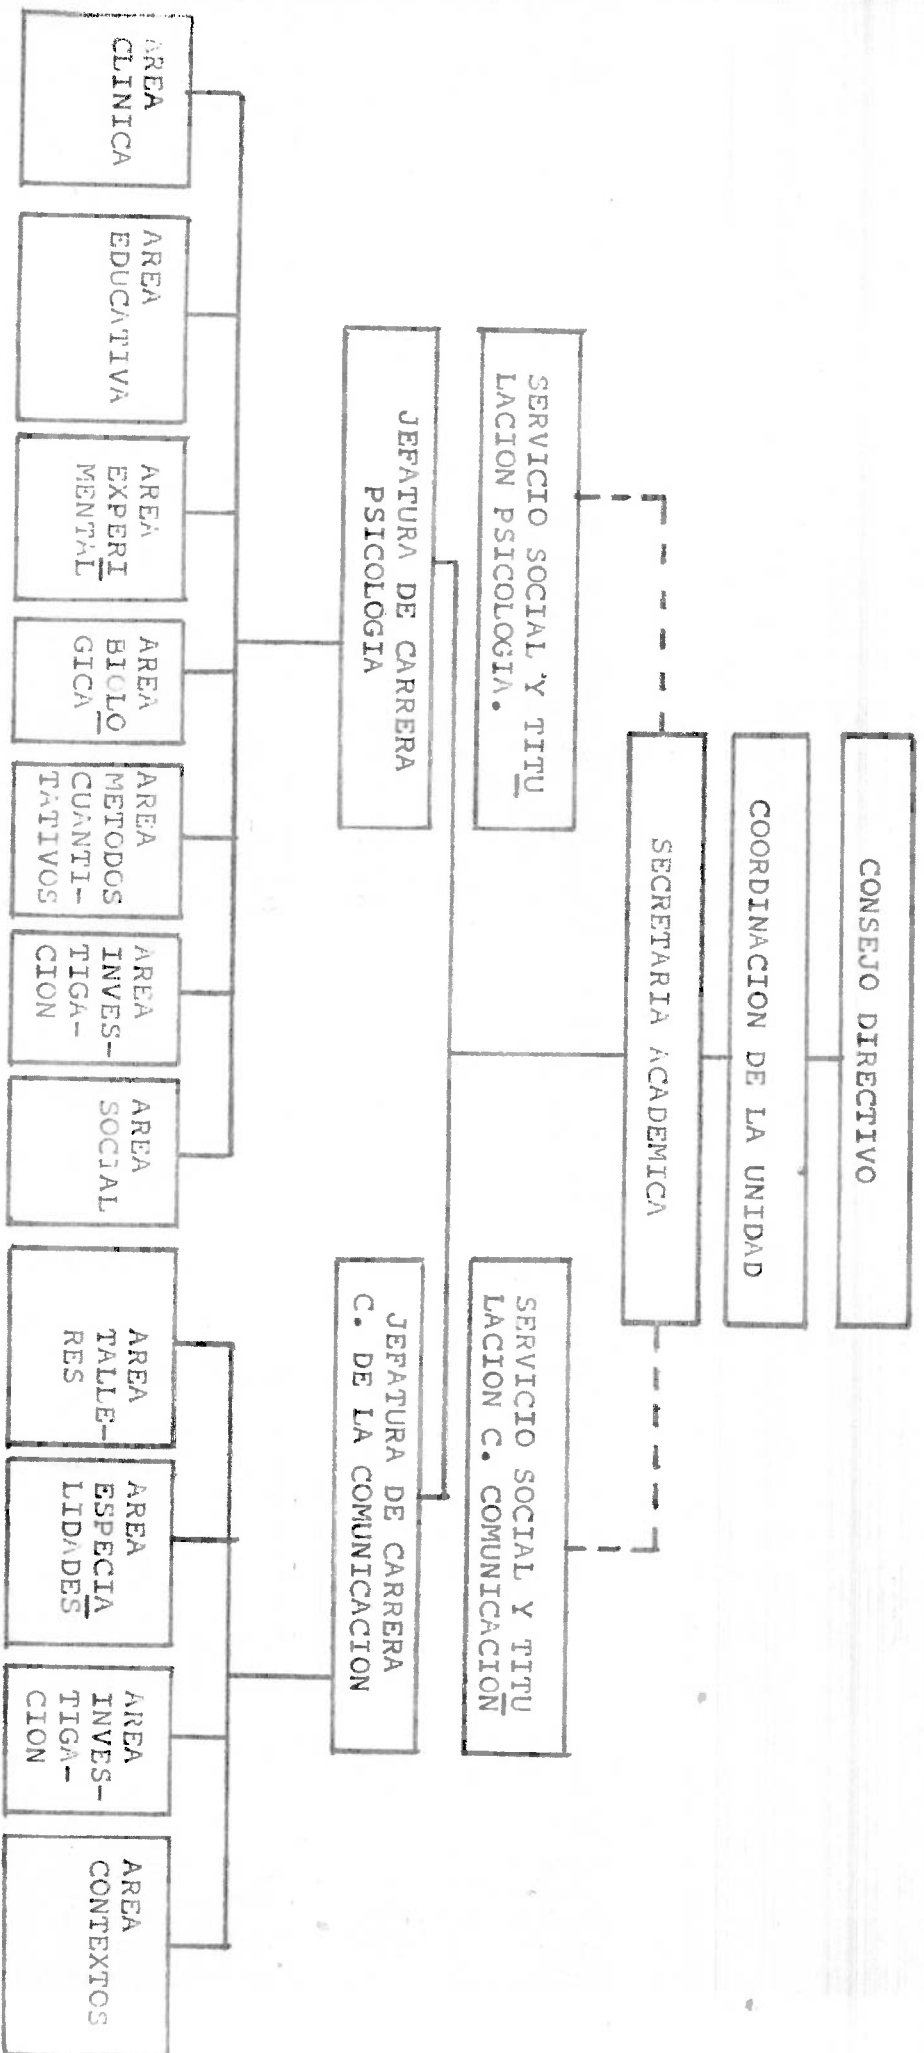 CONSEJO DIRECTIVO
COORDINACION DE LA UNIDAD
SECRETARIA ACADEMICA
SERVICIO SOCIAL Y TITU
LACION PSICOLOGIA.
SERVICIO SOCIAL Y TITU
LACION C. COMUNICACION
JEFATURA DE CARRERA
PSICOLOGIA
JEFATURA DE CARRERA
C. DE LA COMUNICACION
AREA
CLINICA
AREA
EDUCATIVA
AREA
EXPERI
MENTAL
AREA
BIOLO
GICA
AREA
METODOS
CUANTI-
TATIVOS
AREA
INVES-
TIGA-
CION
AREA
SOCIAL
AREA
TALLE-
RES
AREA
ESPECIA
LIDADES
AREA
INVES-
TIGA-
CION
AREA
CONTEXTOS